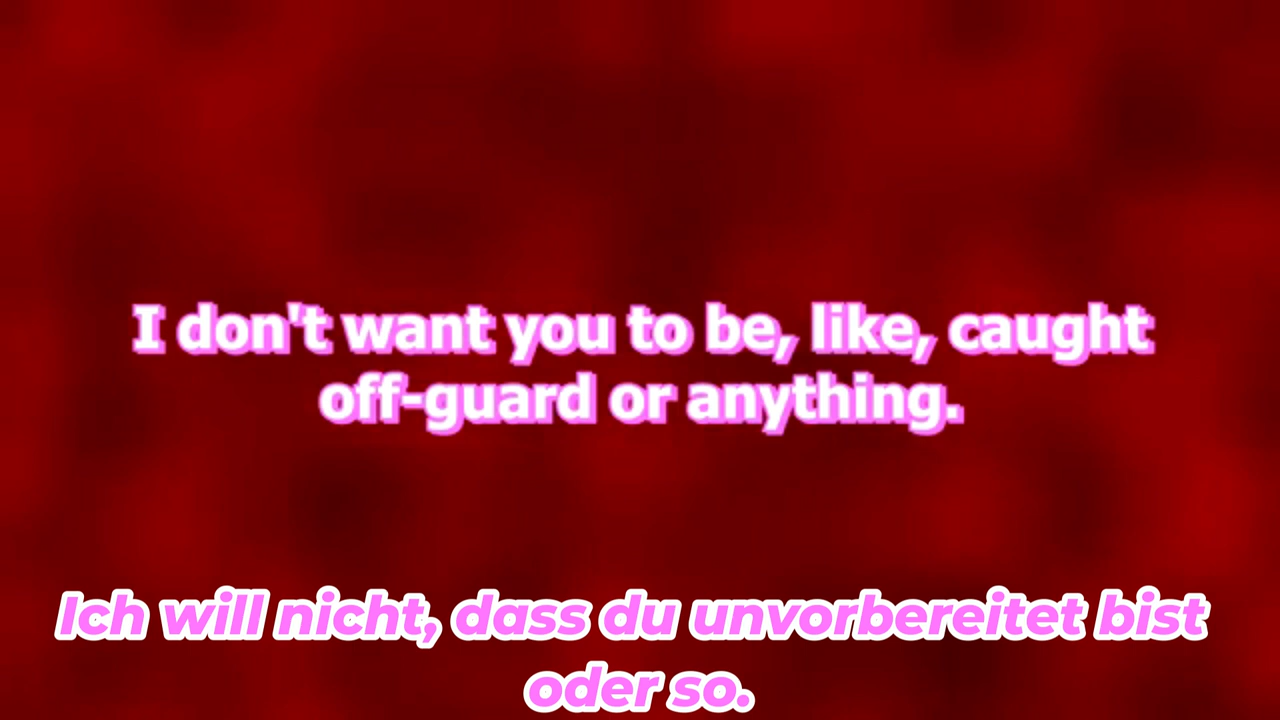 I don't want you to be, like, caught
off-guard or anything.
Ich will nicht, dass du unvorbereitet bist
oder so.